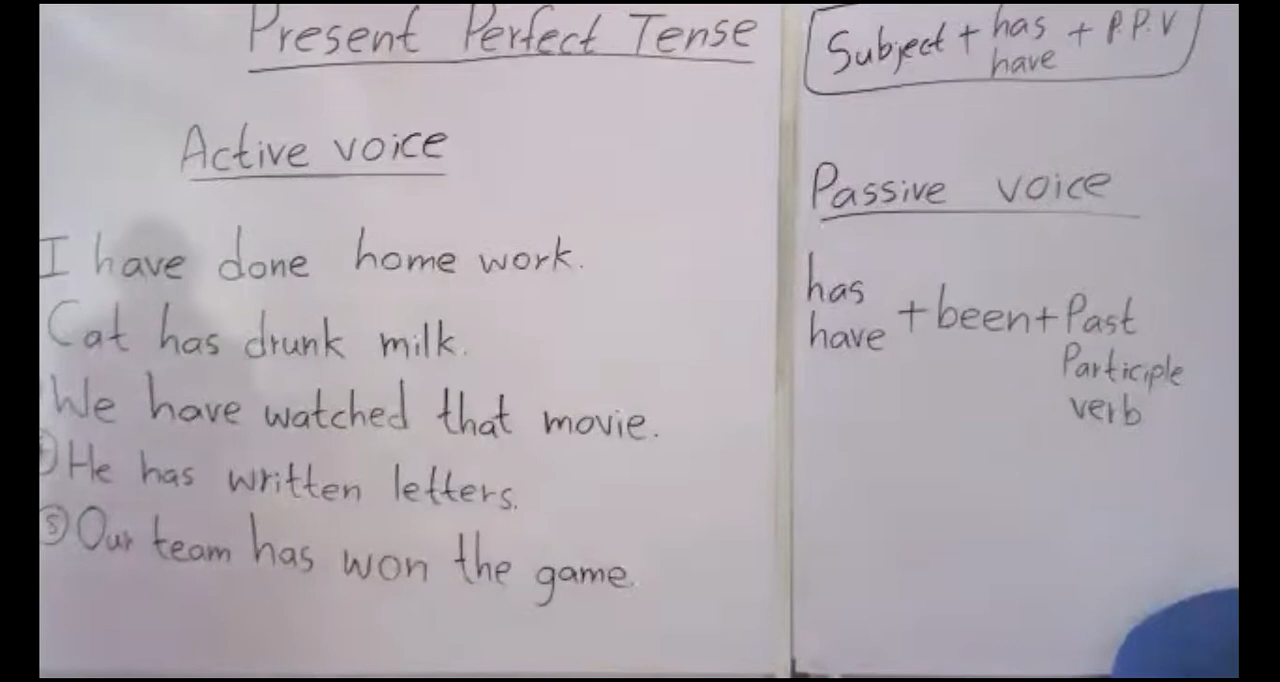 Present Perfect Tense
Active voice
I have done home work.
Cat has drunk milk.
We have watched that movie.
He has written letters.
⑤ Our team has won the game.
Subject + has + P.P.V
have
Passive voice
has
have + been + Past
Participle
verb